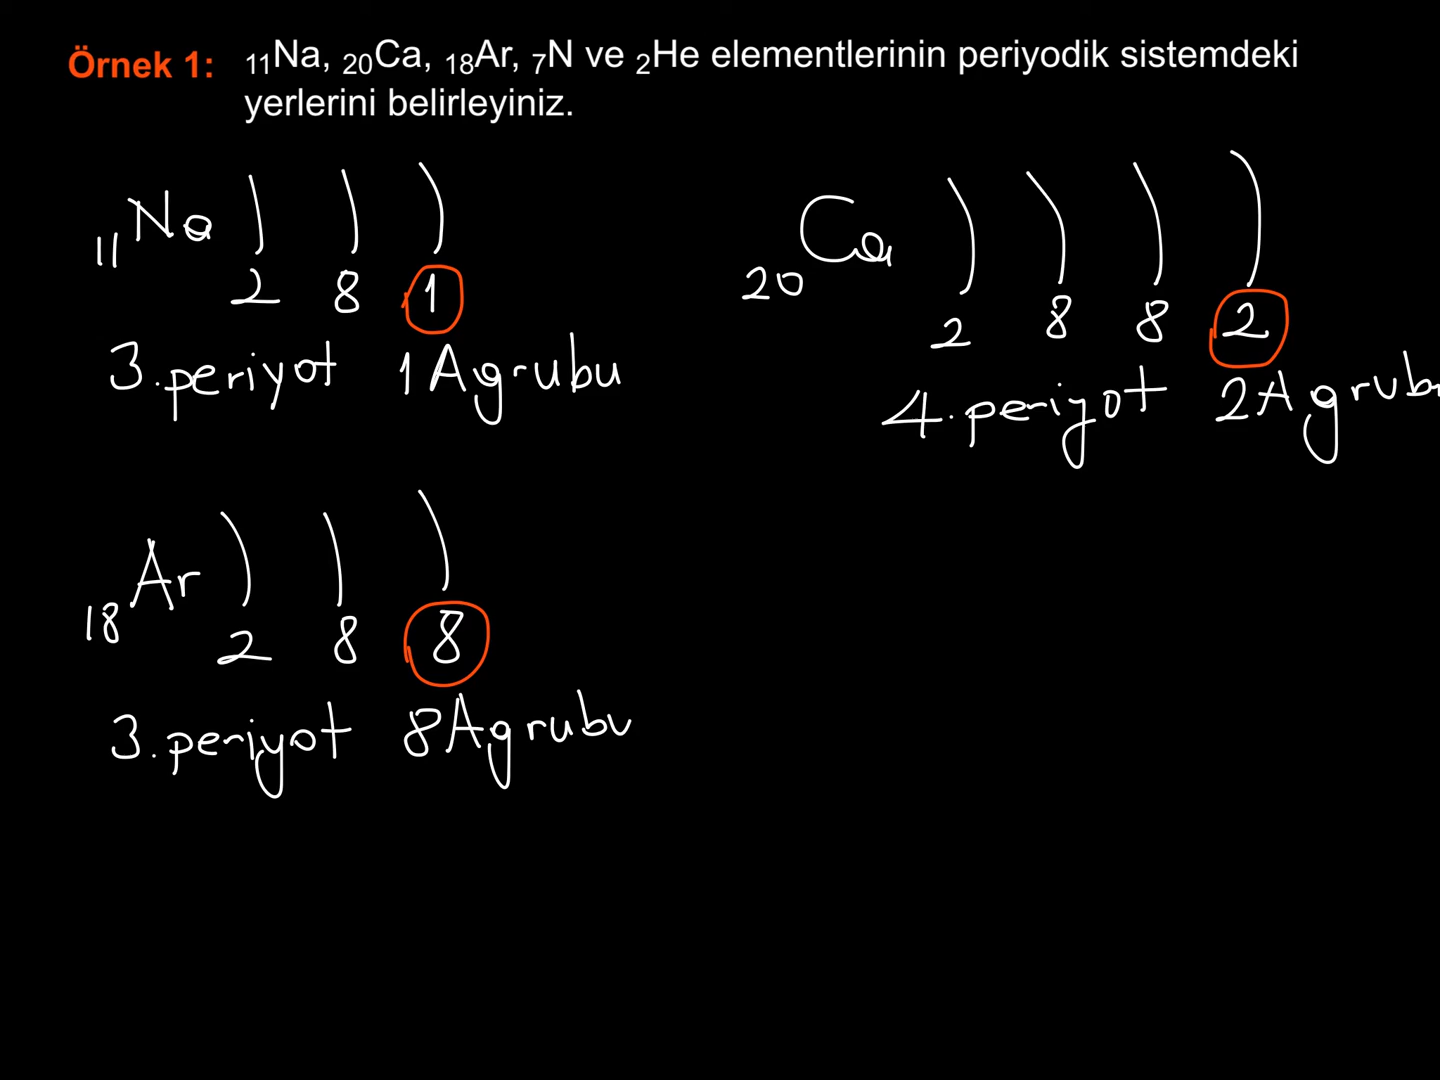 Örnek 1: ₁₁Na, ₂₀Ca, ₁₈Ar, ₇N ve ₂He elementlerinin periyodik sistemdeki
yerlerini belirleyiniz.
₁₁Na ) ) )
2 8 1
3. periyot 1A grubu
₂₀Ca ) ) ) )
2 8 8 2
4. periyot 2A grubu
₁₈Ar ) ) )
2 8 8
3. periyot 8A grubu